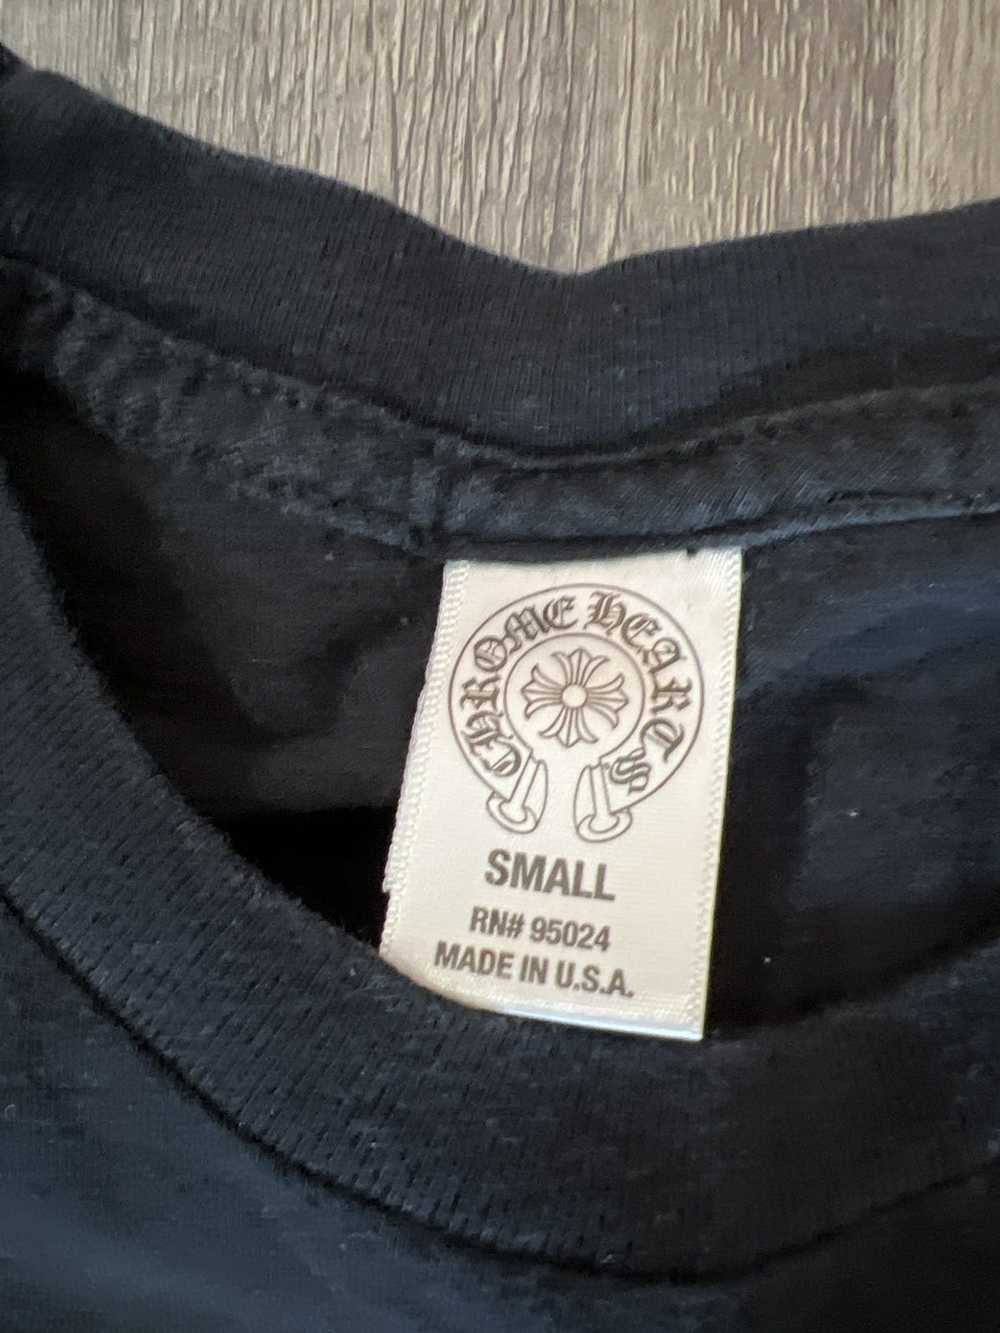 CHROME HEARTS
SMALL
RN# 95024
MADE IN U.S.A.